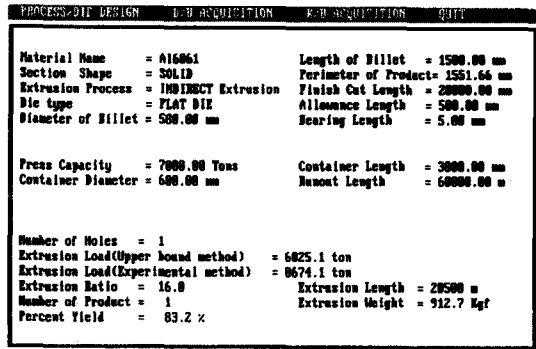 PROCESS/DIE DESIGN D/B ACQUISITION K/B ACQUISITION QUIT
Material Name = Al6061 Length of Billet = 1500.00 mm
Section Shape = SOLID Perimeter of Product= 1551.66 mm
Extrusion Process = INDIRECT Extrusion Finish Cut Length = 20000.00 mm
Die type = FLAT DIE Allowance Length = 500.00 mm
Diameter of Billet = 580.00 mm Bearing Length = 5.00 mm
Press Capacity = 7000.00 Tons Container Length = 3000.00 mm
Container Diameter = 600.00 mm Runout Length = 60000.00 m
Number of Holes = 1
Extrusion Load(Upper bound method) = 6025.1 ton
Extrusion Load(Experimental method) = 8674.1 ton
Extrusion Ratio = 16.0 Extrusion Length = 20500 m
Number of Product = 1 Extrusion Weight = 912.7 Kgf
Percent Yield = 83.2 %